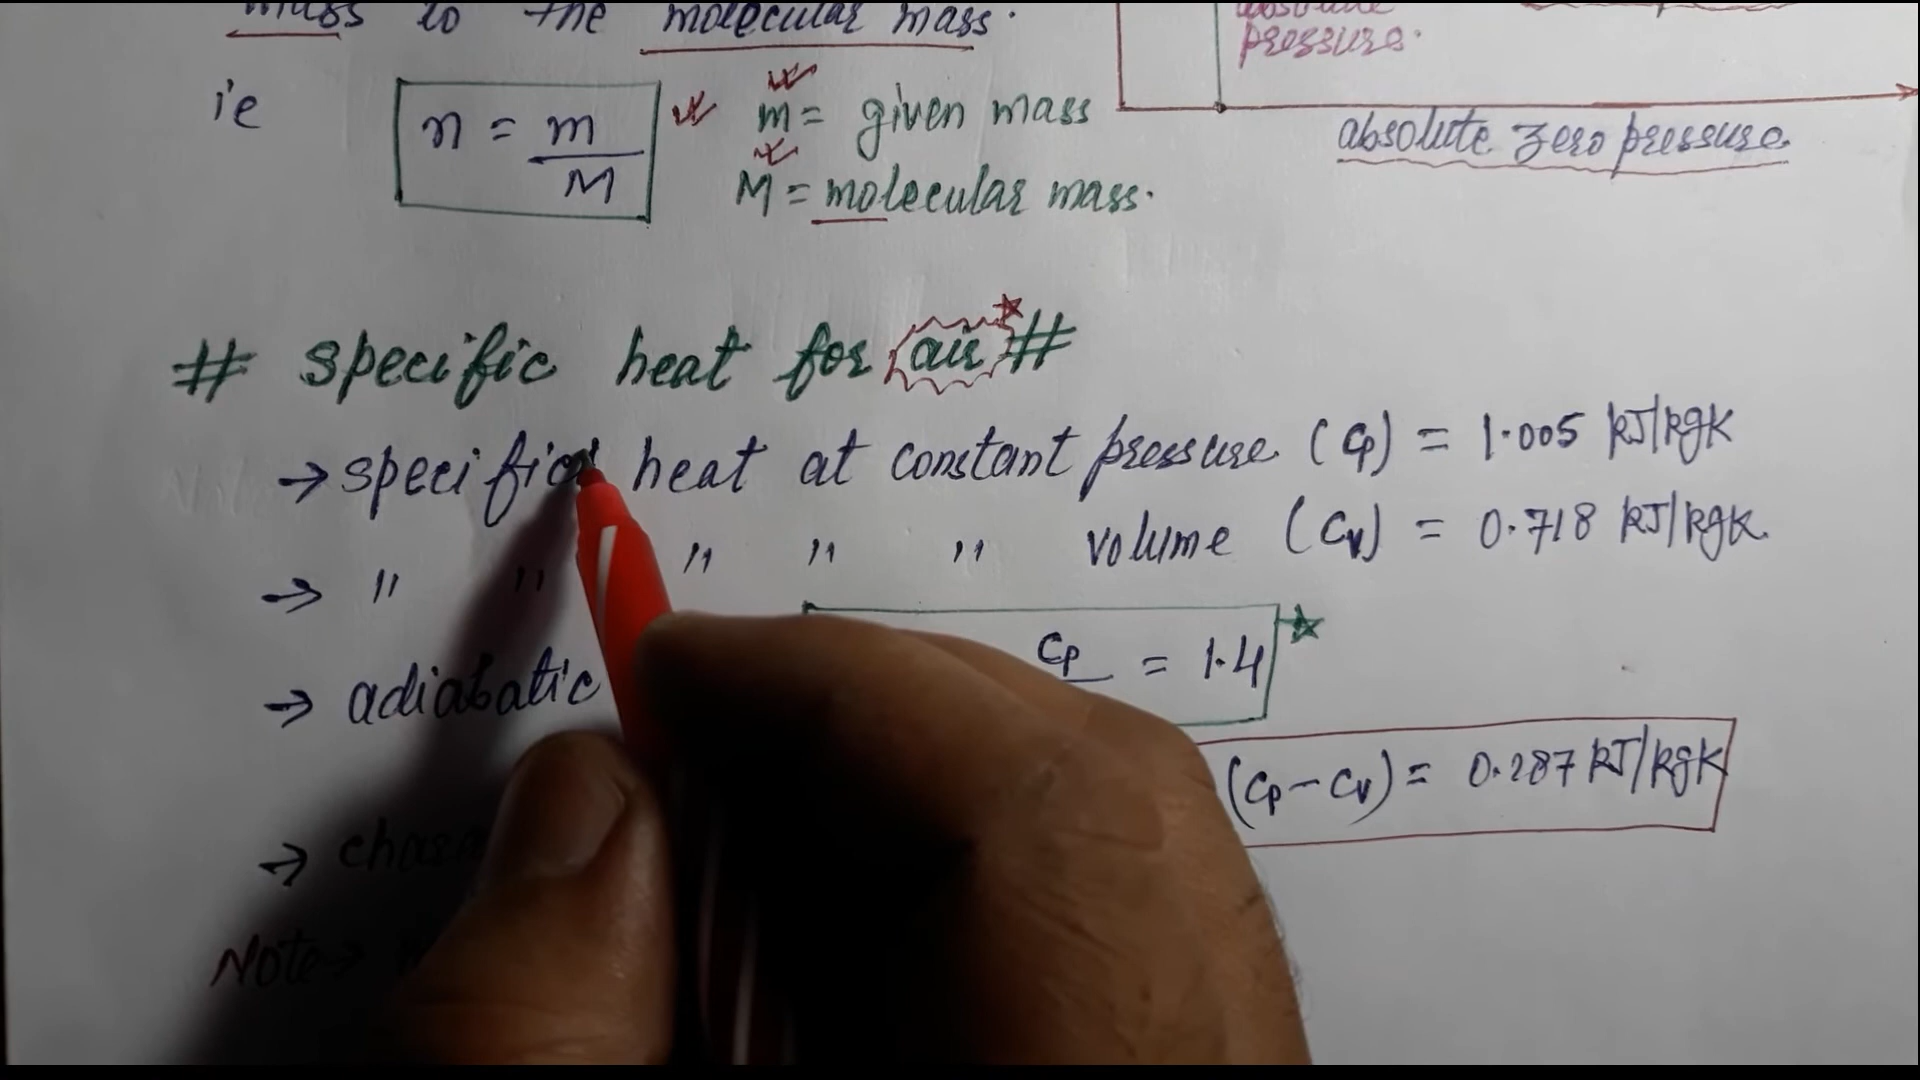 mass to the molecular mass.
absolute
pressure.
ie n = m/M m = given mass
M = molecular mass.
absolute zero pressure.
# specific heat for air #
→ specific heat at constant pressure (Cp) = 1.005 kJ/kgK
→ " " " " " volume (Cv) = 0.718 kJ/kgK.
→ adiabatic Cp = 1.4
→ (Cp - Cv) = 0.287 kJ/kgK
Note →